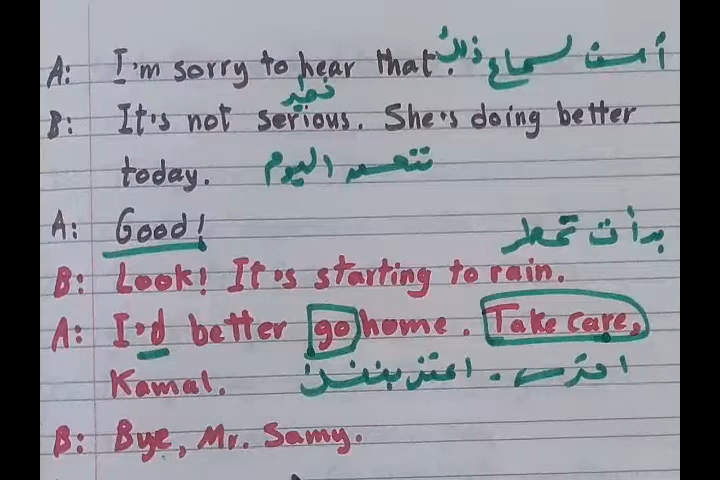 A: I'm sorry to hear that. أسف لسماع ذلك
خطير
B: It's not serious. She's doing better
today. تتحسن اليوم
A: Good!
بدأت تمطر
B: Look! It's starting to rain.
A: I'd better go home. Take care,
Kamal. احترس. اعتن بنفسك
B: Bye, Mr. Samy.